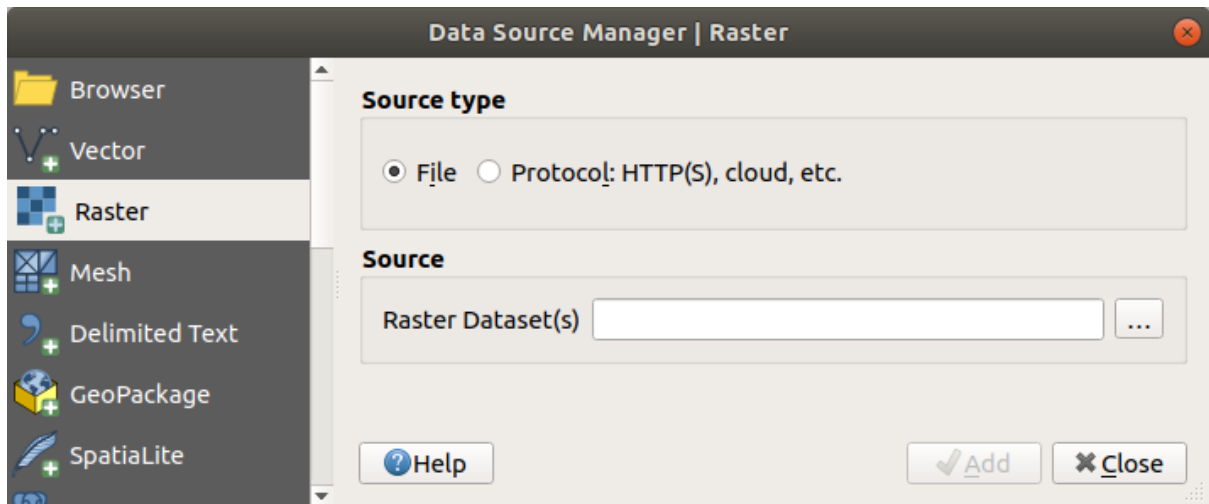 Data Source Manager | Raster
Browser
Vector
Raster
Mesh
Delimited Text
GeoPackage
SpatiaLite
Source type
File
Protocol: HTTP(S), cloud, etc.
Source
Raster Dataset(s)
...
Help
Add
Close